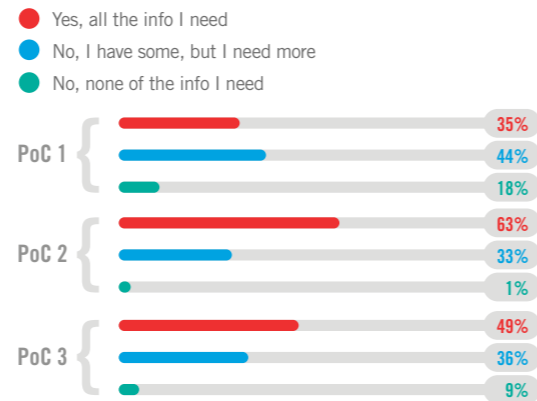 Yes, all the info I need
No, I have some, but I need more
No, none of the info I need
35%
PoC 1
44%
18%
63%
PoC 2
33%
1%
49%
PoC 3
36%
9%